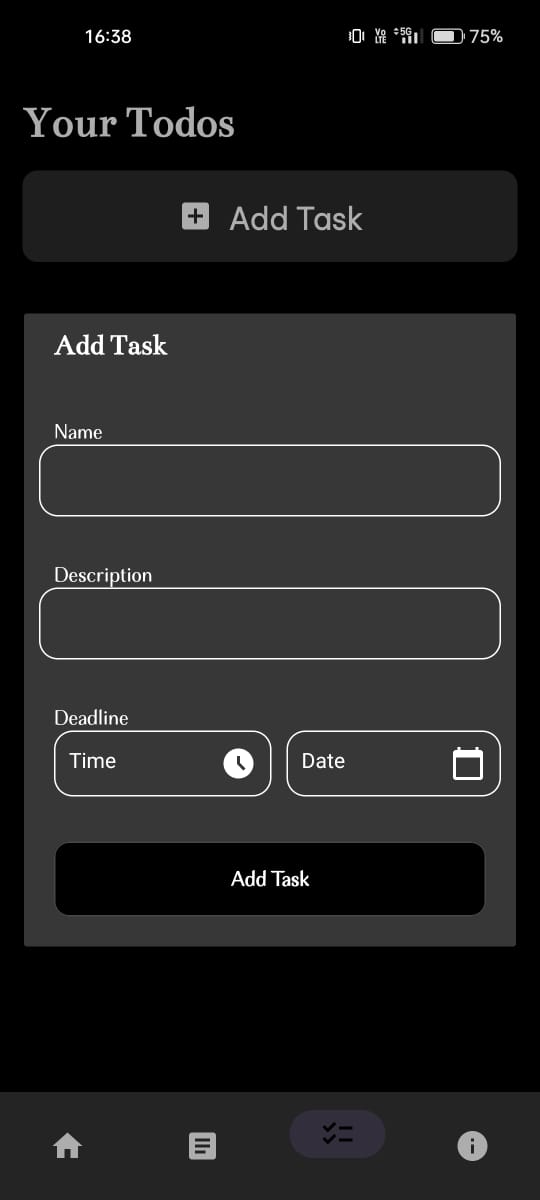 16:38 Vo LTE 5G 75%
Your Todos
Add Task
Add Task
Name
Description
Deadline
Time Date
Add Task